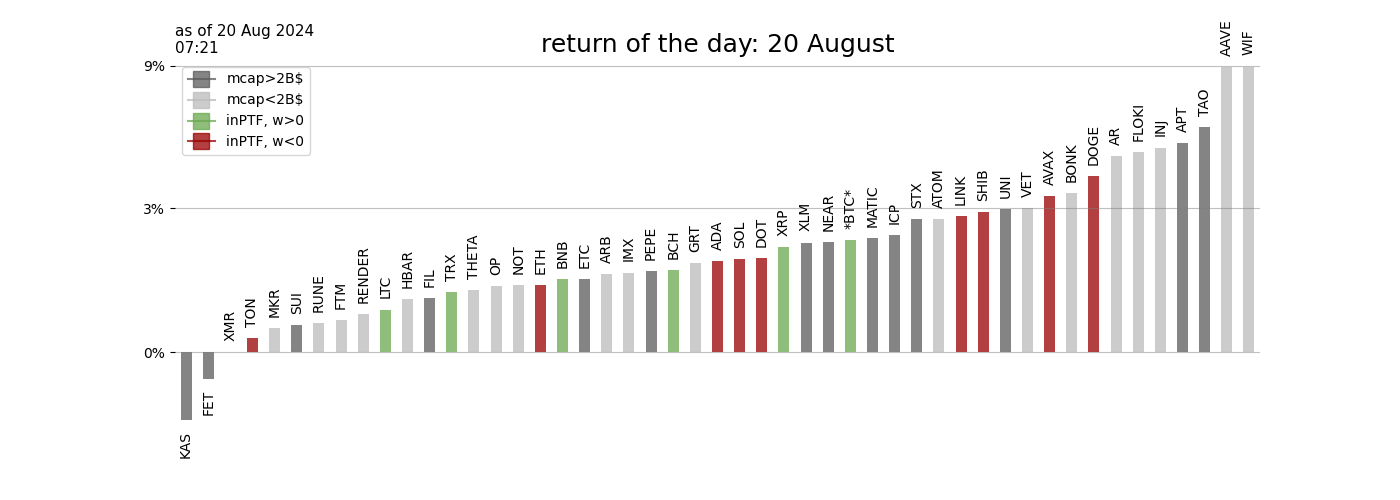 as of 20 Aug 2024
07:21
return of the day: 20 August
9%
3%
0%
mcap>2B$
mcap<2B$
inPTF, w>0
inPTF, w<0
KAS
FET
XMR
TON
MKR
SUI
RUNE
FTM
RENDER
LTC
HBAR
FIL
TRX
THETA
OP
NOT
ETH
BNB
ETC
ARB
IMX
PEPE
BCH
GRT
ADA
SOL
DOT
XRP
XLM
NEAR
*BTC*
MATIC
ICP
STX
ATOM
LINK
SHIB
UNI
VET
AVAX
BONK
DOGE
AR
FLOKI
INJ
APT
TAO
AAVE
WIF